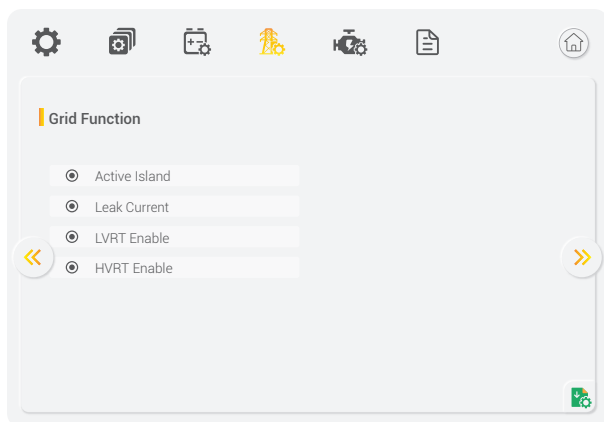 Grid Function
Active Island
Leak Current
LVRT Enable
HVRT Enable